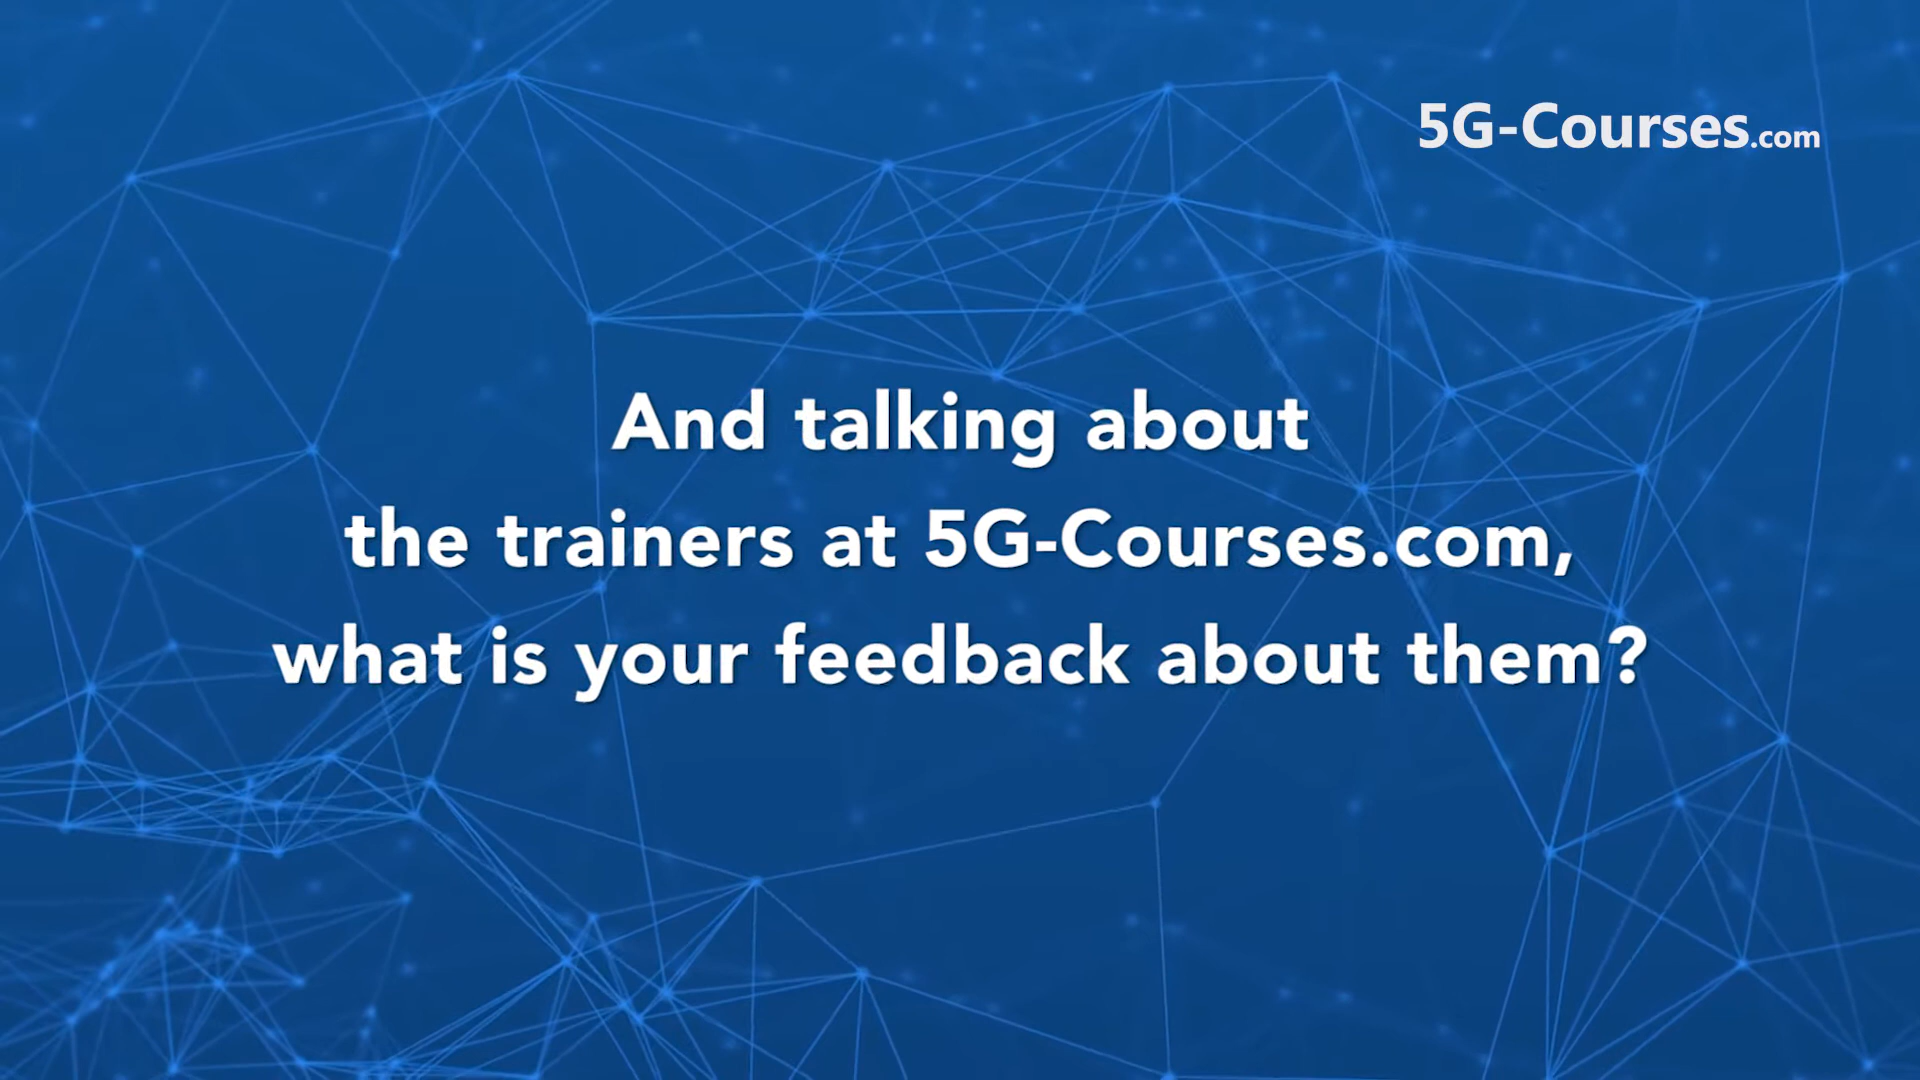 5G-Courses.com
And talking about
the trainers at 5G-Courses.com,
what is your feedback about them?